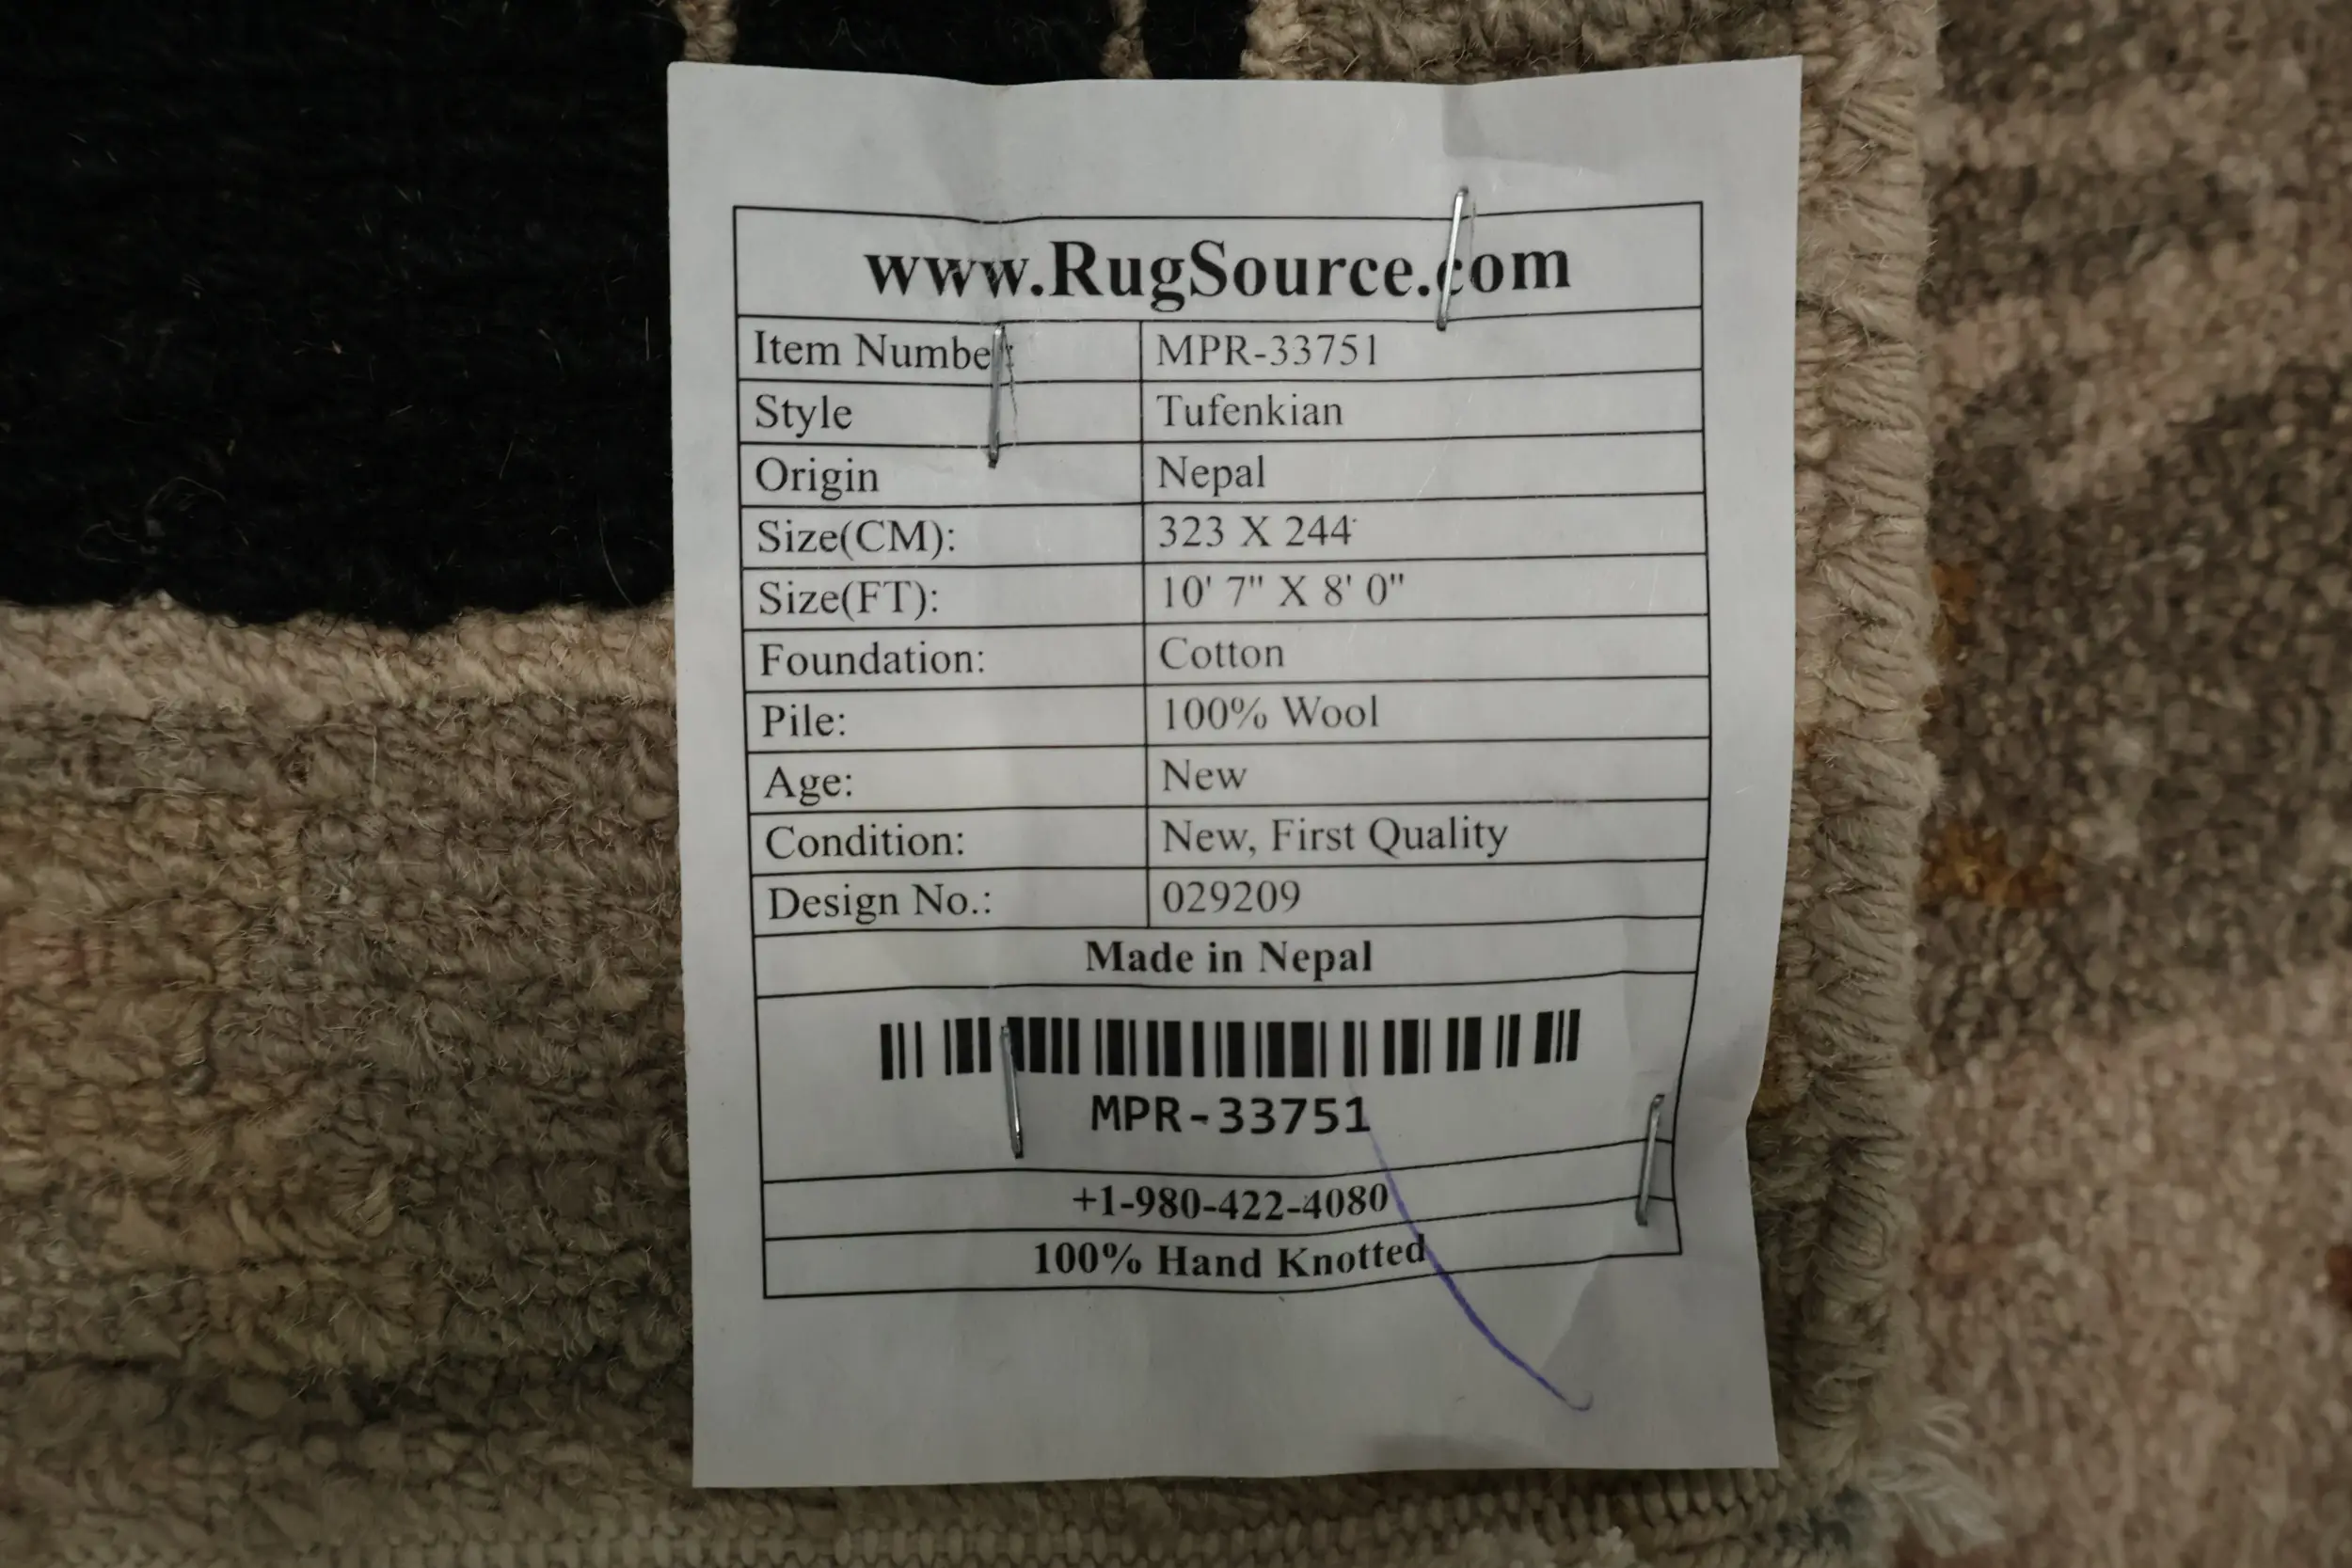 www.RugSource.com
Item Number: MPR-33751
Style Tufenkian
Origin Nepal
Size(CM): 323 X 244
Size(FT): 10' 7" X 8' 0"
Foundation: Cotton
Pile: 100% Wool
Age: New
Condition: New, First Quality
Design No.: 029209
Made in Nepal
MPR-33751
+1-980-422-4080
100% Hand Knotted